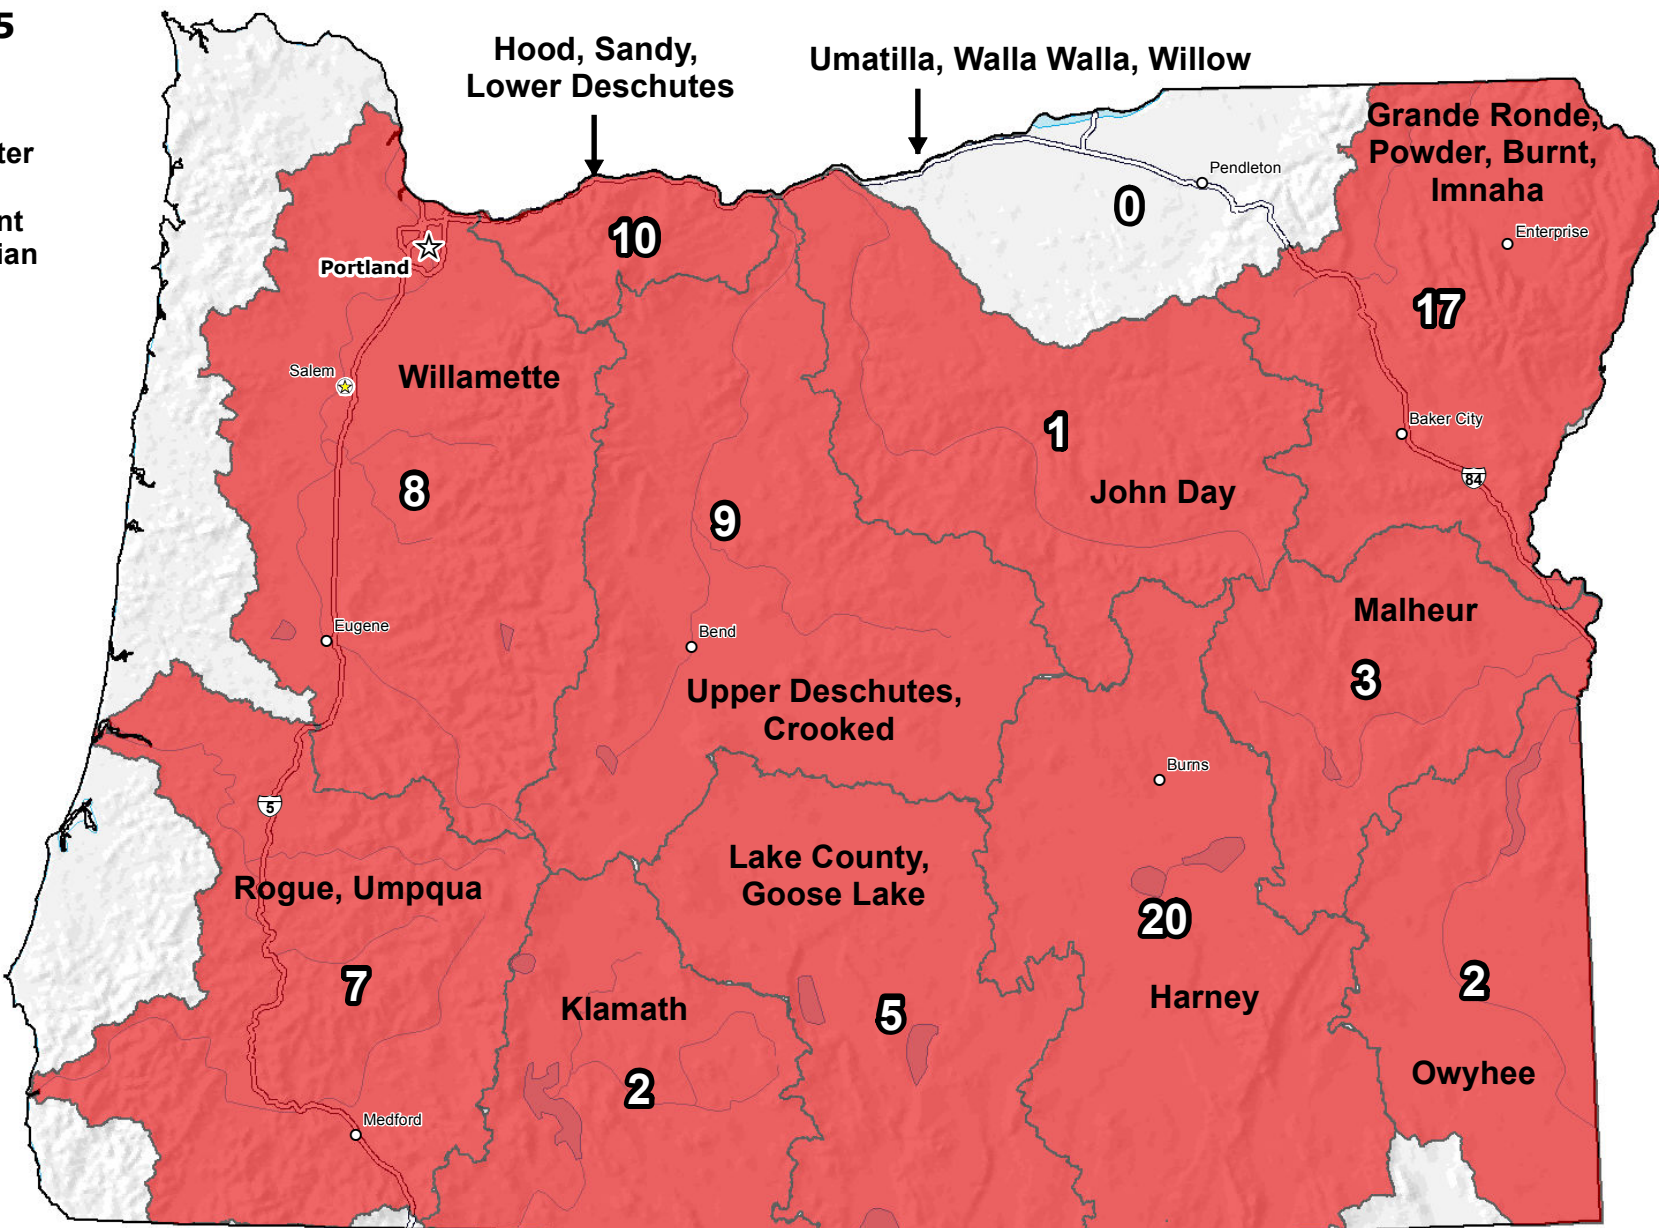 5
ter
nt
ian
Hood, Sandy,
Lower Deschutes
Umatilla, Walla Walla, Willow
Grande Ronde,
Powder, Burnt,
Imnaha
Pendleton
0
10
Enterprise
Portland
17
Salem
Willamette
Baker City
1
84
8
John Day
9
Malheur
Eugene
Bend
3
Upper Deschutes,
Crooked
Burns
5
Lake County,
Goose Lake
Rogue, Umpqua
20
7
2
Klamath
5
Harney
2
Owyhee
Medford